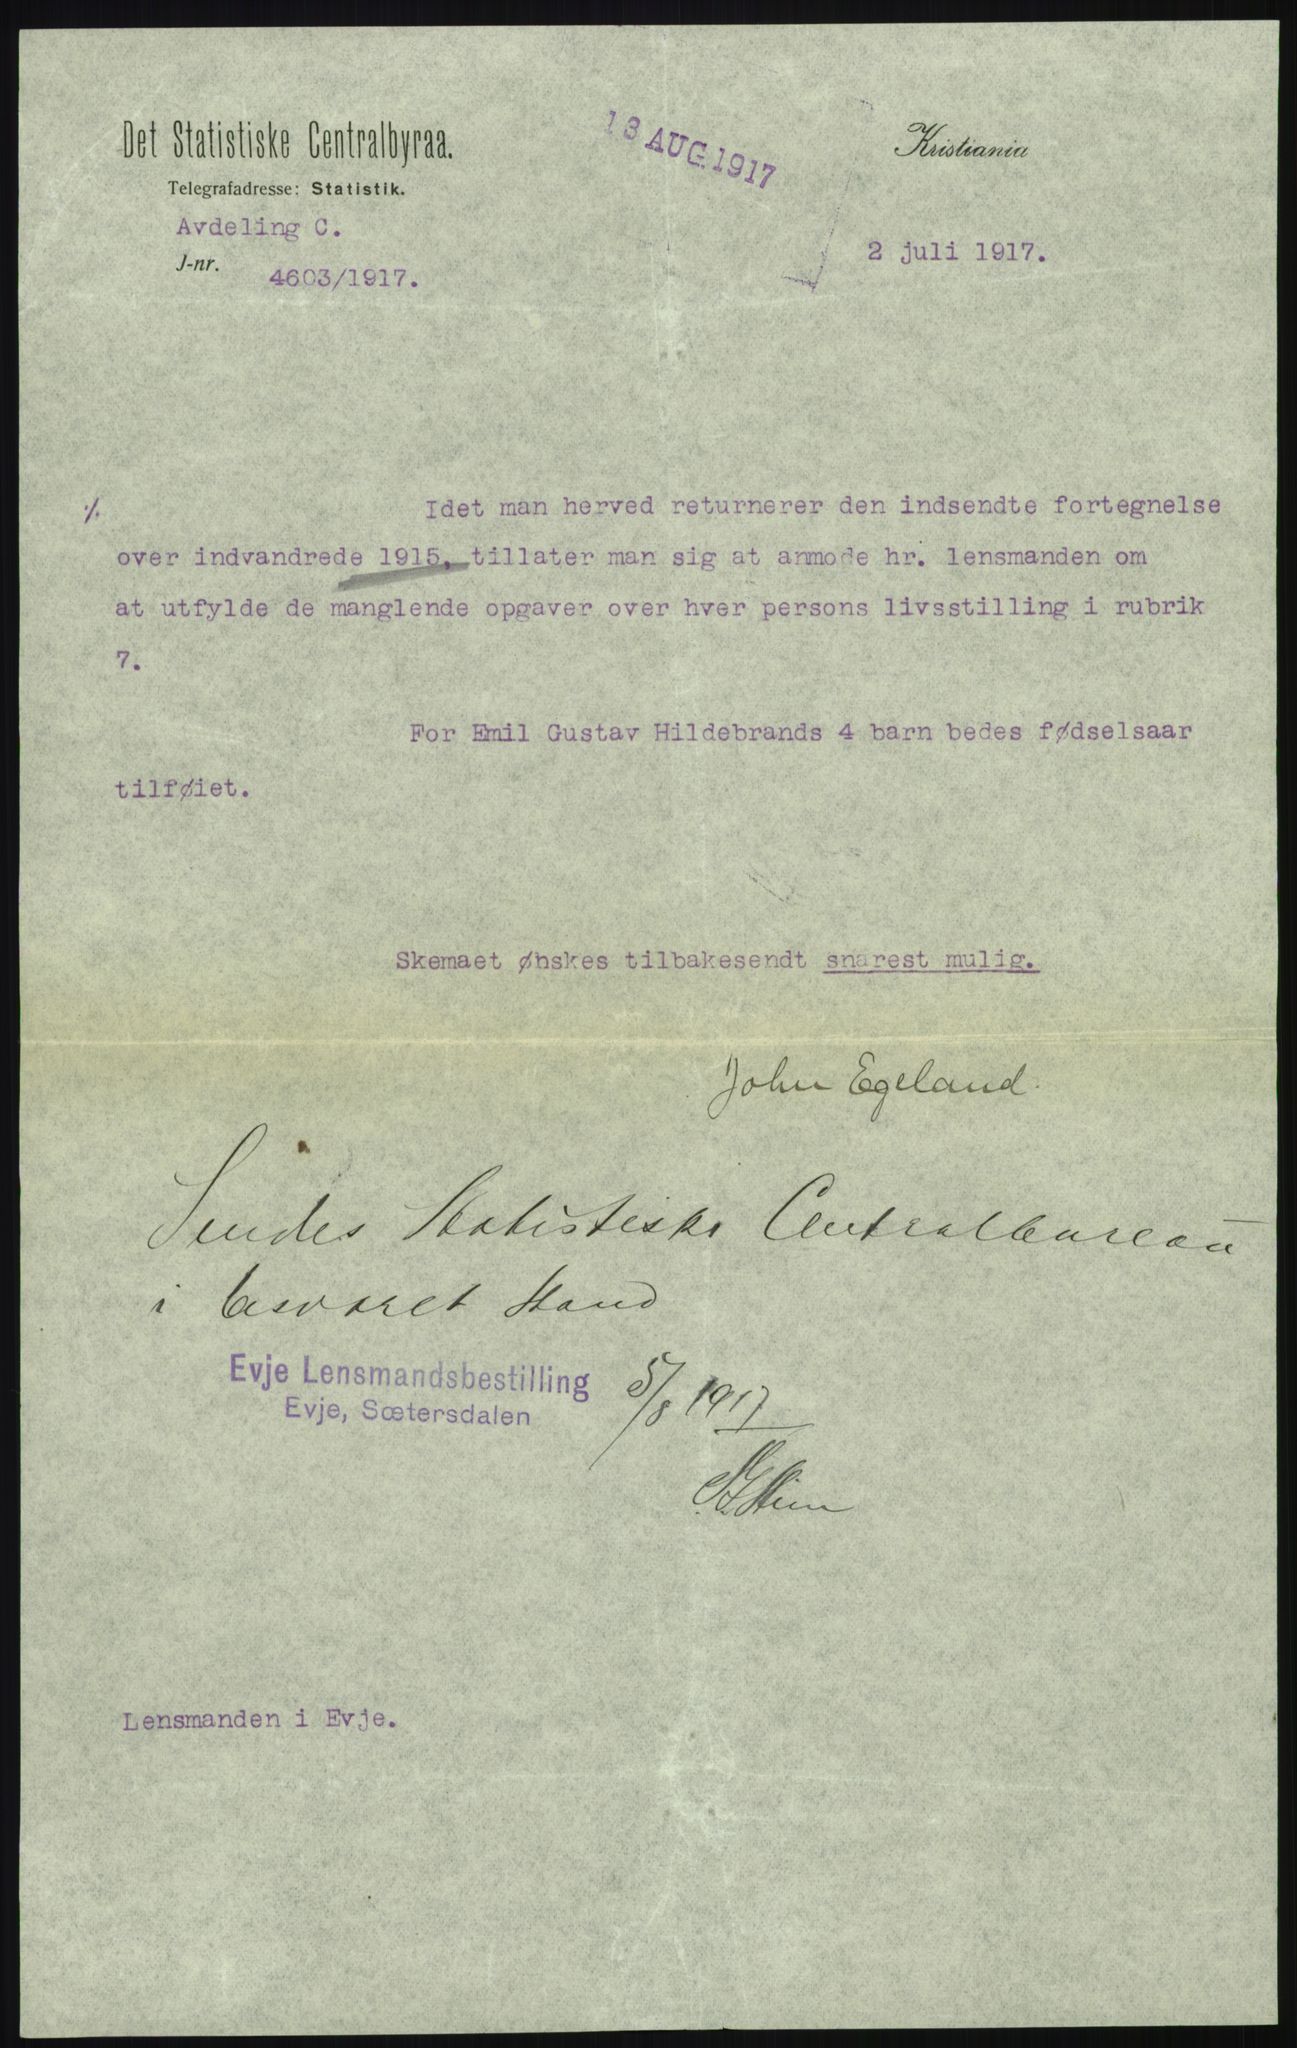 Det Statistiske Centralbyraa.
Telegrafadresse: Statistik.
Avdeling C.
J-nr. 4603/1917.
13 AUG. 1917
Kristiania
2 juli 1917.
./.
Idet man herved returnerer den indsendte fortegnelse
over indvandrede 1915, tillater man sig at anmode hr. lensmanden om
at utfylde de manglende opgaver over hver persons livsstilling i rubrik
7.
For Emil Gustav Hildebrands 4 barn bedes fødselsaar
tilføiet.
Skemaet ønskes tilbakesendt snarest mulig.
John Egeland.
Sendes Statistiske Centralbureau
i besvaret Stand
Evje Lensmandsbestilling
Evje, Sætersdalen
5/8 1917
Lensmanden i Evje.